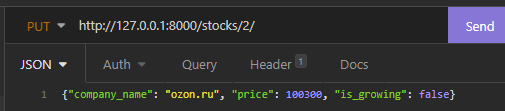 PUT http://127.0.0.1:8000/stocks/2/ Send
JSON Auth Query Header 1 Docs
1 {"company_name": "ozon.ru", "price": 100300, "is_growing": false}